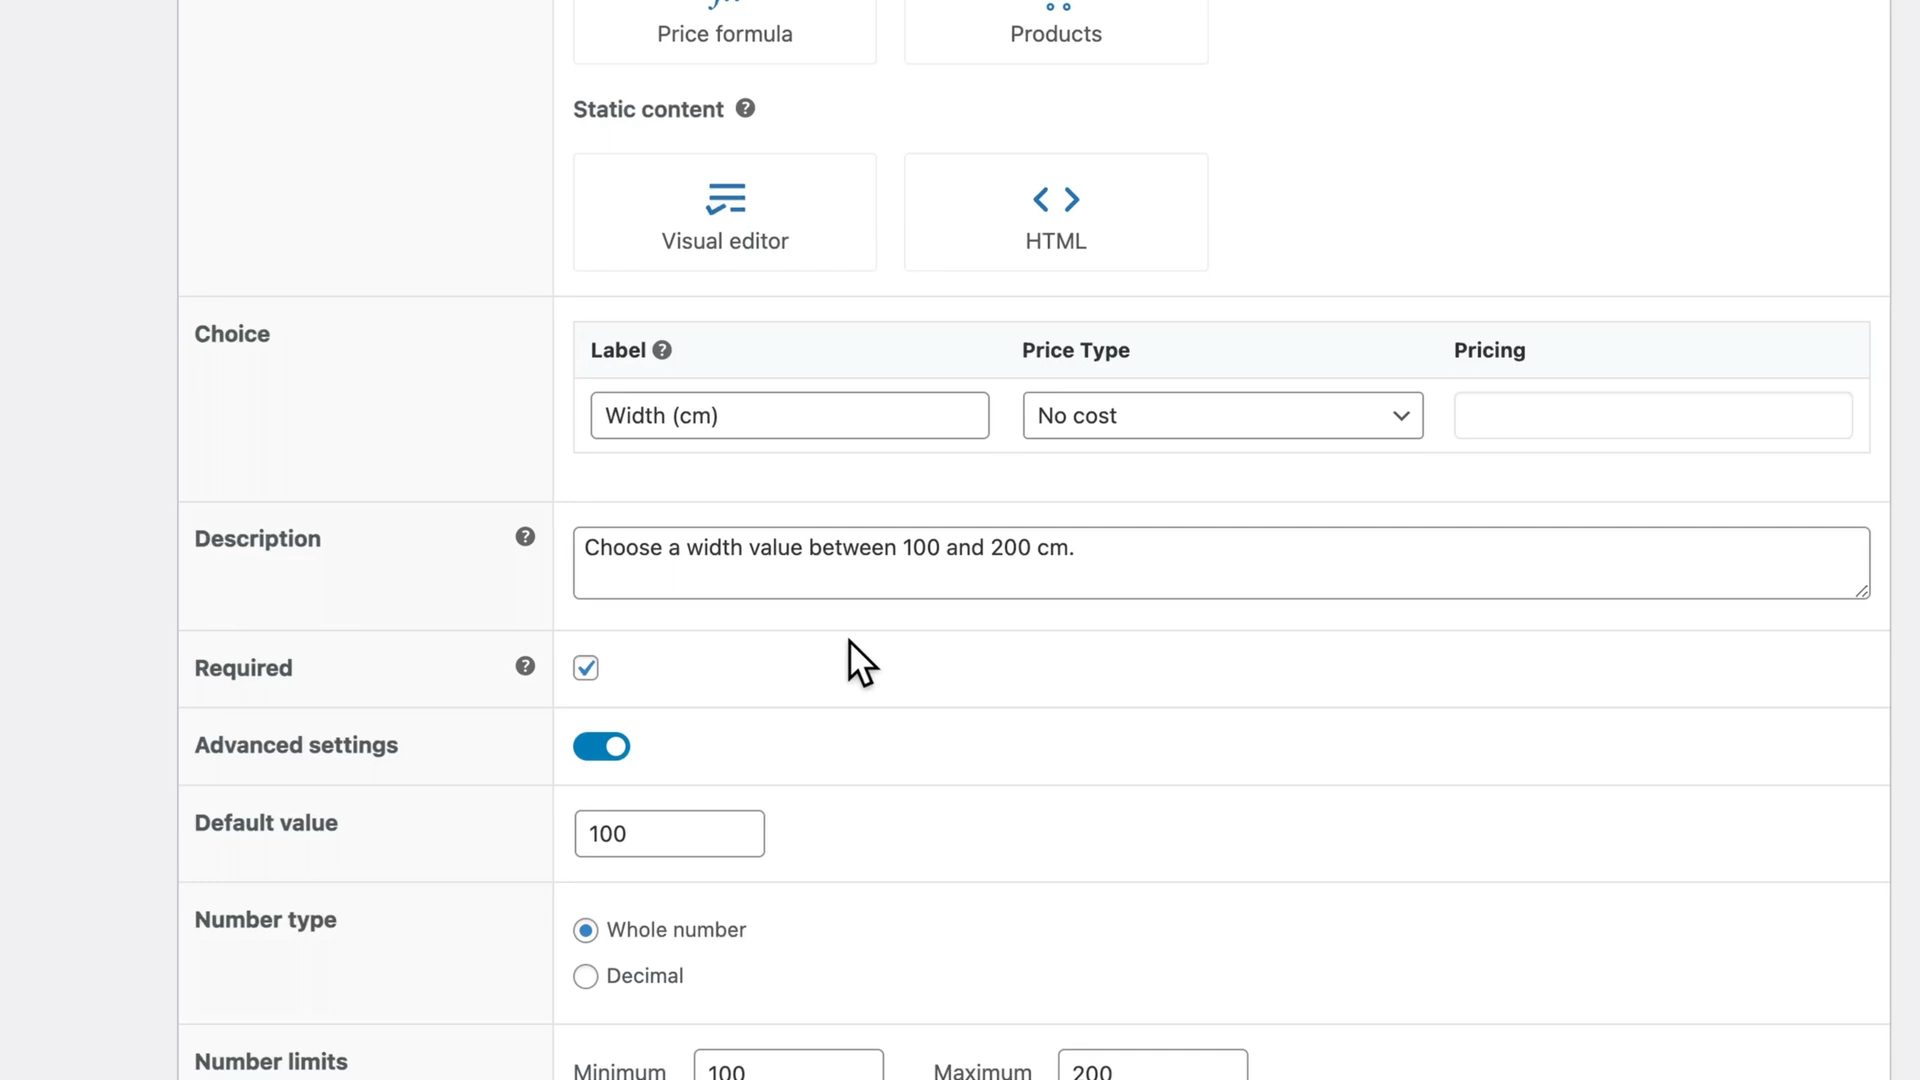 Price formula
Products
Static content
Visual editor
HTML
Choice
Label
Price Type
Pricing
Width (cm)
No cost
Description
Choose a width value between 100 and 200 cm.
Required
Advanced settings
Default value
100
Number type
Whole number
Decimal
Number limits
Minimum 100 Maximum 200